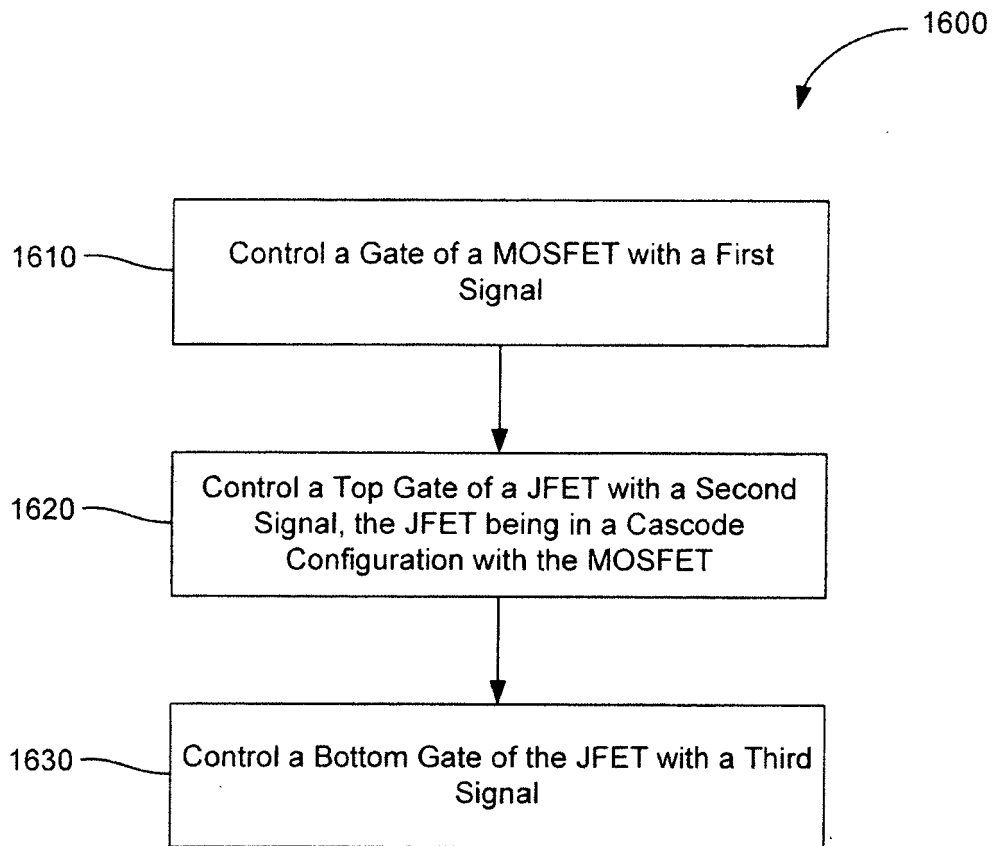 1600
1610
Control a Gate of a MOSFET with a First
Signal
1620
Control a Top Gate of a JFET with a Second
Signal, the JFET being in a Cascode
Configuration with the MOSFET
1630
Control a Bottom Gate of the JFET with a Third
Signal